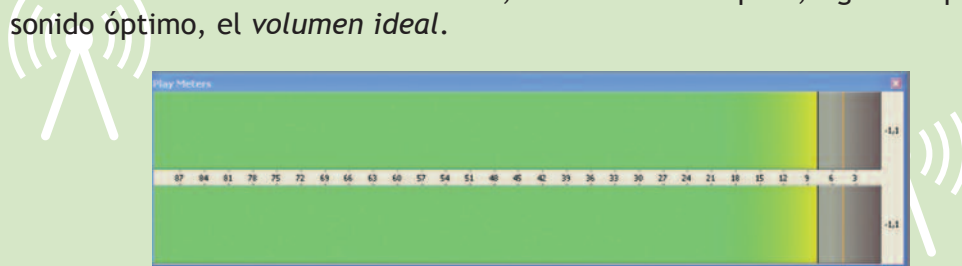 sonido óptimo, el volumen ideal.
Play Meters
-1,1
87 84 81 78 75 72 69 66 63 60 57 54 51 48 45 42 39 36 33 30 27 24 21 18 15 12 9 6 3
-1,1